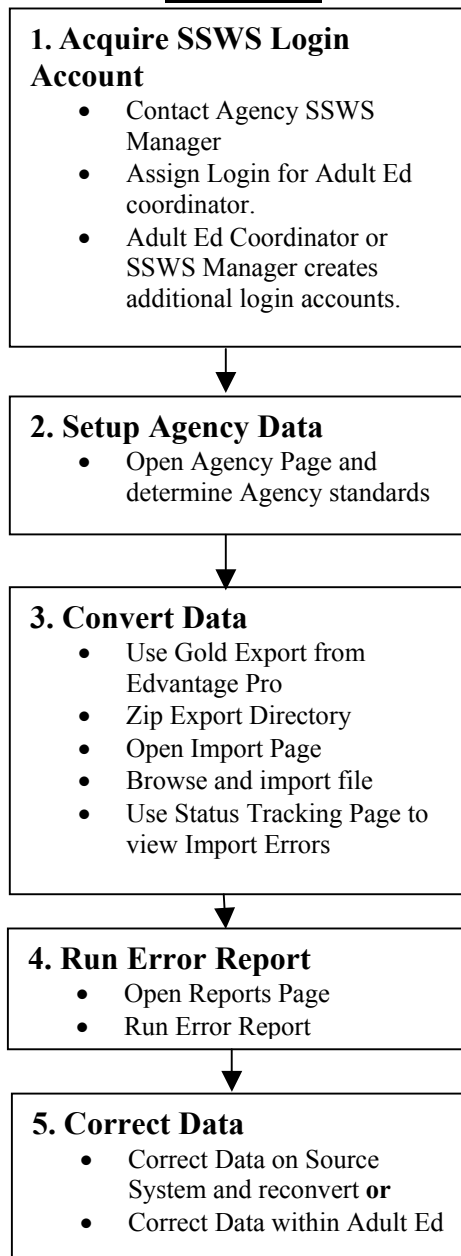 1. Acquire SSWS Login
Account
• Contact Agency SSWS
Manager
• Assign Login for Adult Ed
coordinator.
• Adult Ed Coordinator or
SSWS Manager creates
additional login accounts.
2. Setup Agency Data
• Open Agency Page and
determine Agency standards
3. Convert Data
• Use Gold Export from
Edvantage Pro
• Zip Export Directory
• Open Import Page
• Browse and import file
• Use Status Tracking Page to
view Import Errors
4. Run Error Report
• Open Reports Page
• Run Error Report
5. Correct Data
• Correct Data on Source
System and reconvert or
• Correct Data within Adult Ed